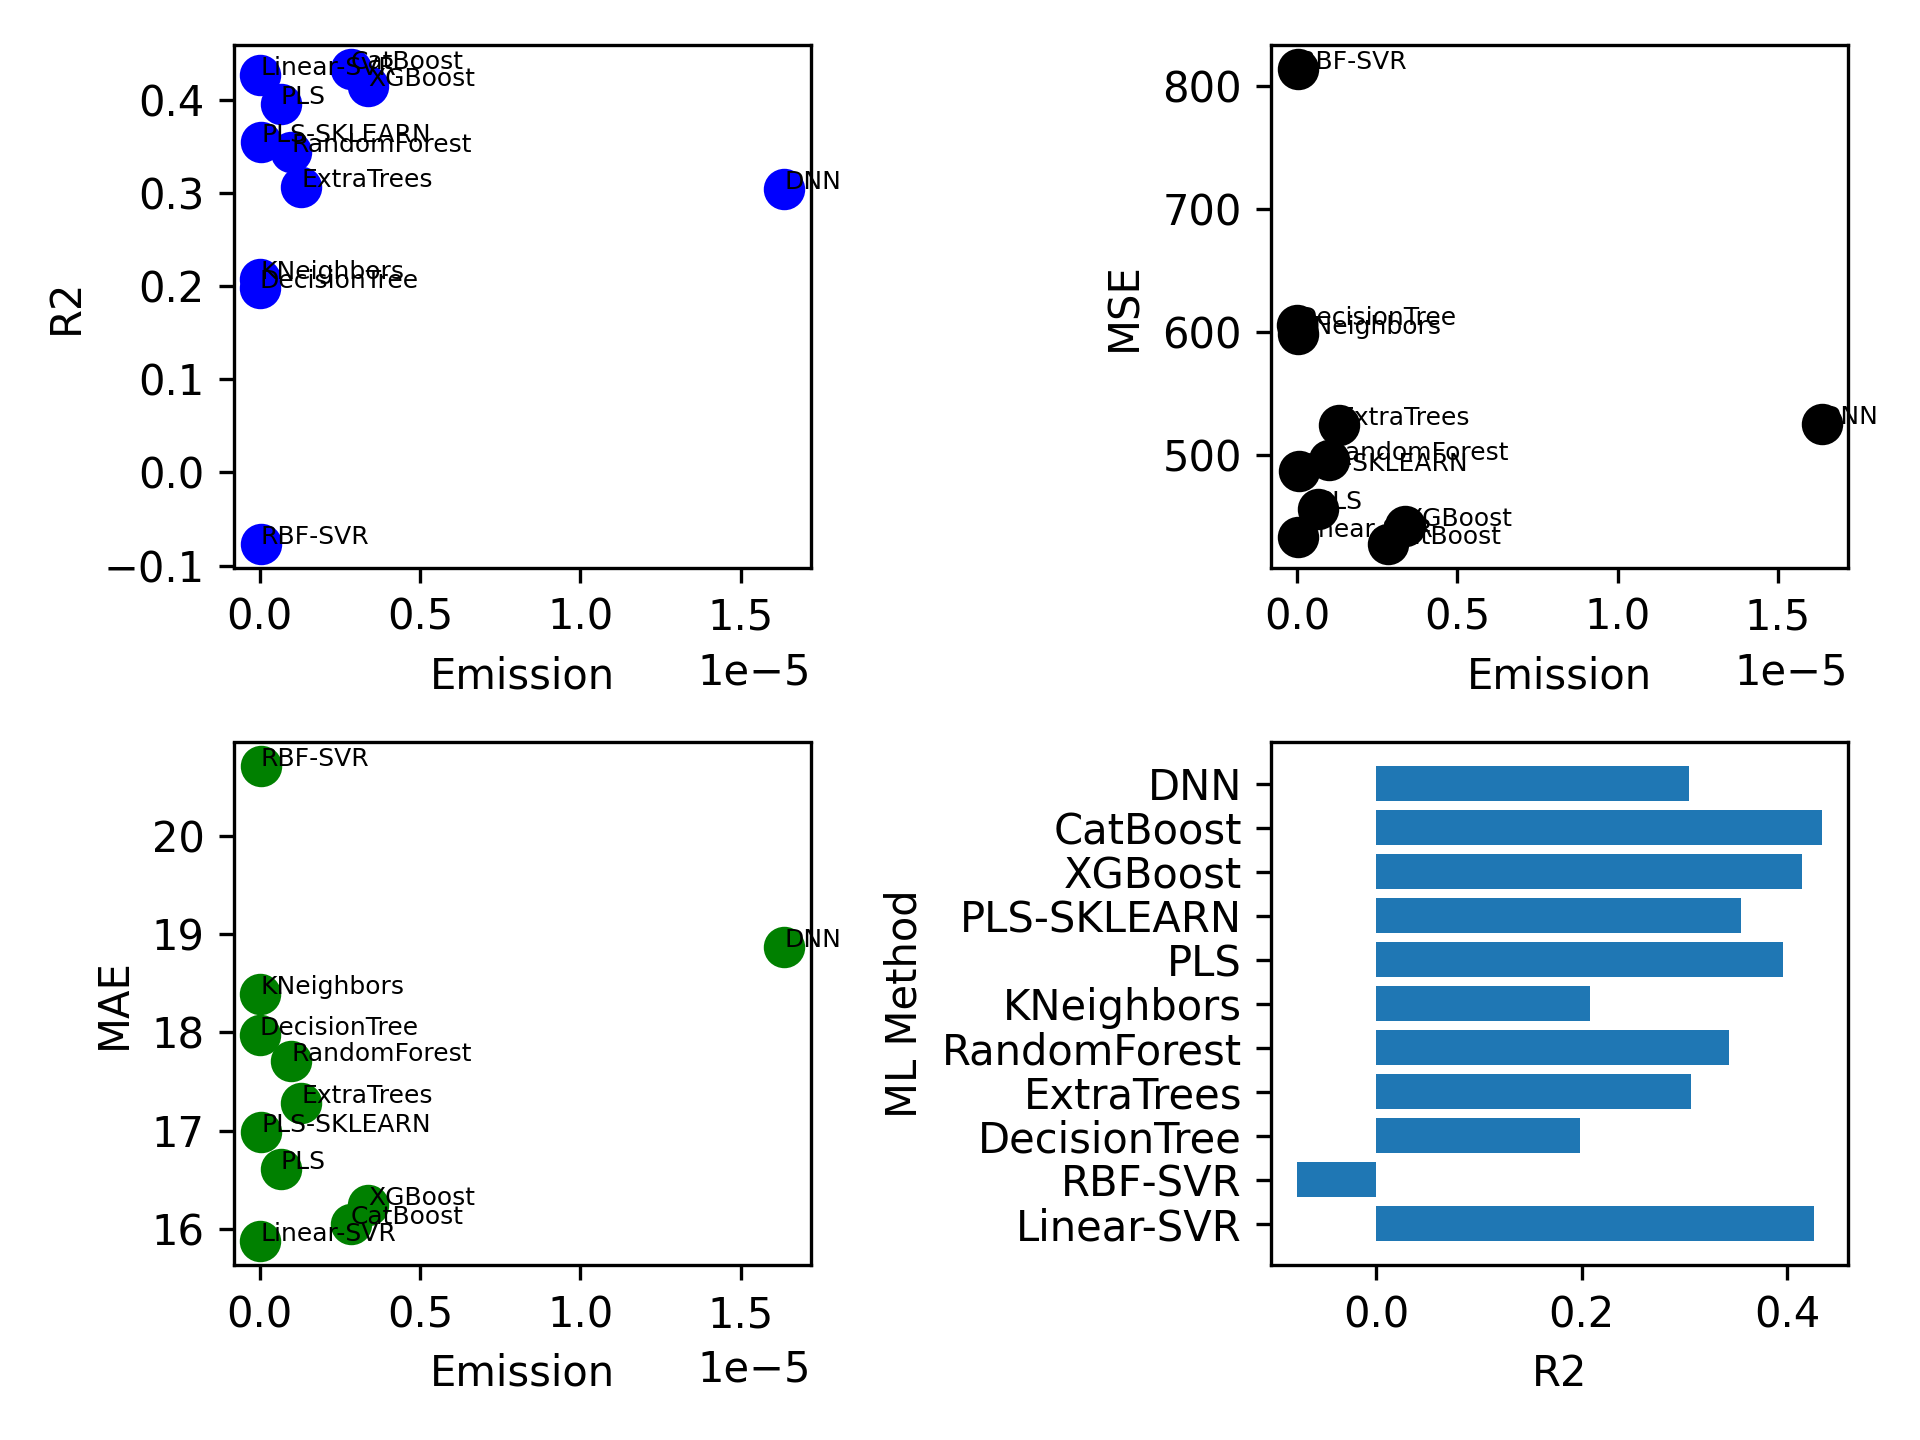 R2
0.4
0.3
0.2
0.1
0.0
−0.1
Linear-SVR
CatBoost
XGBoost
PLS
PLS-SKLEARN
RandomForest
ExtraTrees
DNN
KNeighbors
DecisionTree
RBF-SVR
0.0 0.5 1.0 1.5
1e−5
Emission
MSE
800
700
600
500
RBF-SVR
DecisionTree
KNeighbors
ExtraTrees
DNN
RandomForest
PLS-SKLEARN
PLS
XGBoost
Linear-SVR
CatBoost
0.0 0.5 1.0 1.5
1e−5
Emission
MAE
20
19
18
17
16
RBF-SVR
DNN
KNeighbors
DecisionTree
RandomForest
ExtraTrees
PLS-SKLEARN
PLS
XGBoost
CatBoost
Linear-SVR
0.0 0.5 1.0 1.5
1e−5
Emission
ML Method
DNN
CatBoost
XGBoost
PLS-SKLEARN
PLS
KNeighbors
RandomForest
ExtraTrees
DecisionTree
RBF-SVR
Linear-SVR
0.0 0.2 0.4
R2